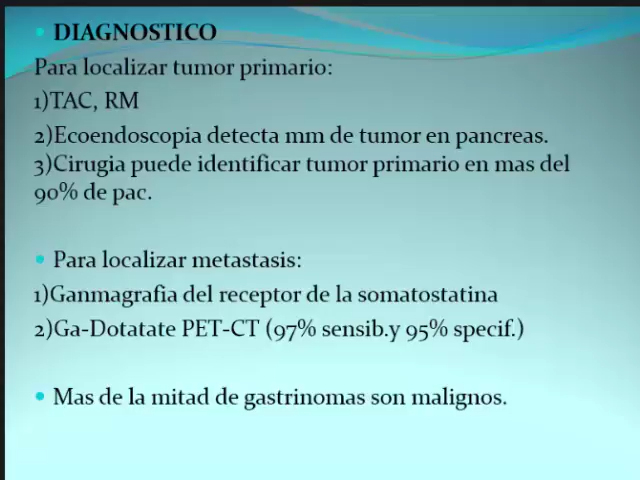 • DIAGNOSTICO
Para localizar tumor primario:
1)TAC, RM
2)Ecoendoscopia detecta mm de tumor en pancreas.
3)Cirugia puede identificar tumor primario en mas del
90% de pac.
• Para localizar metastasis:
1)Ganmagrafia del receptor de la somatostatina
2)Ga-Dotatate PET-CT (97% sensib.y 95% specif.)
• Mas de la mitad de gastrinomas son malignos.